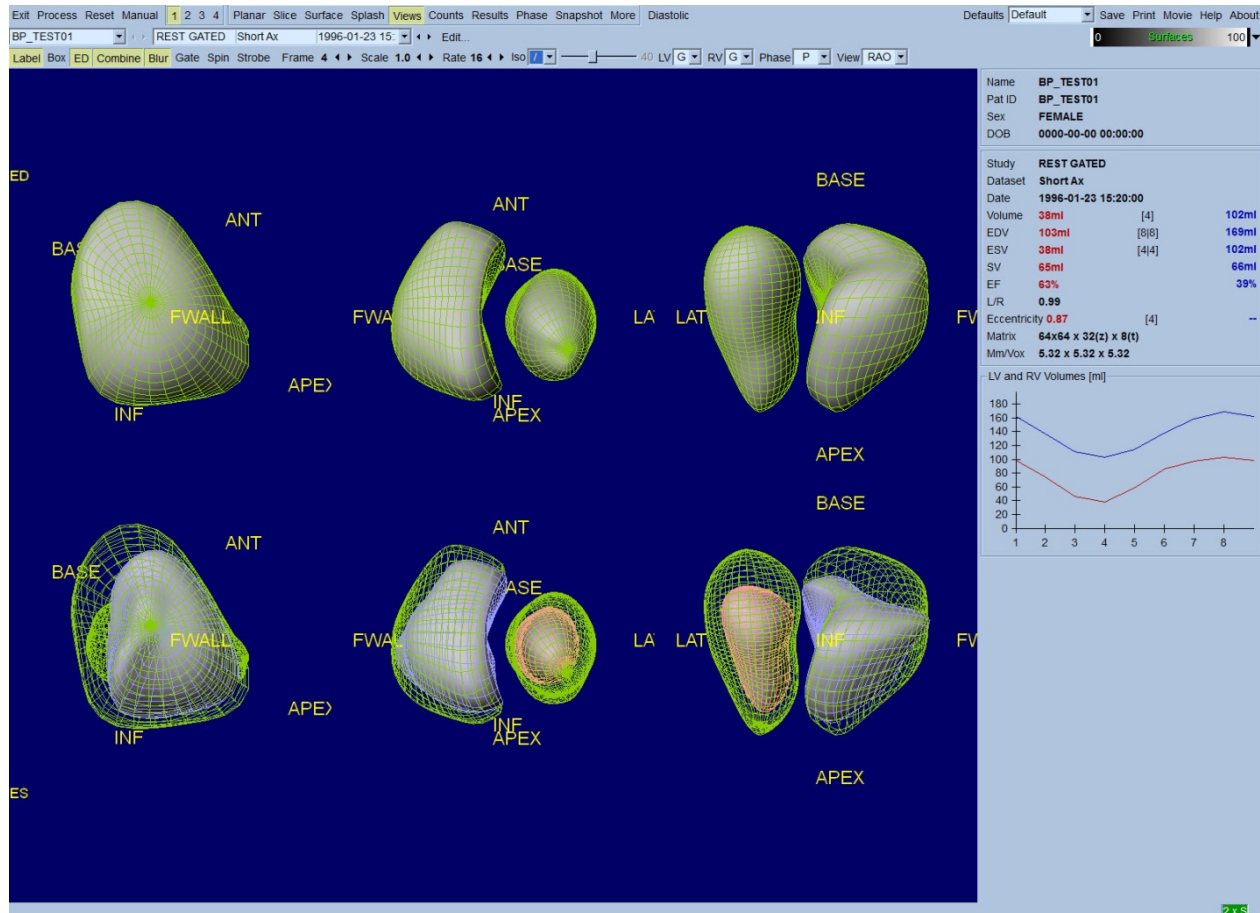 Exit Process Reset Manual 1 2 3 4 Planar Slice Surface Splash Views Counts Results Phase Snapshot More Diastolic Defaults Default Save Print Movie Help About
BP_TEST01 REST GATED Short Ax 1996-01-23 15: Edit... 0 Surfaces 100
Label Box ED Combine Blur Gate Spin Strobe Frame 4 Scale 1.0 Rate 16 Iso / 40 LV G RV G Phase P View RAO
Name BP_TEST01
Pat ID BP_TEST01
Sex FEMALE
DOB 0000-00-00 00:00:00
Study REST GATED
Dataset Short Ax
Date 1996-01-23 15:20:00
Volume 38ml [4] 102ml
EDV 103ml [8|8] 169ml
ESV 38ml [4|4] 102ml
SV 65ml 66ml
EF 63% 39%
L/R 0.99
Eccentricity 0.87 [4] --
Matrix 64x64 x 32(z) x 8(t)
Mm/Vox 5.32 x 5.32 x 5.32
LV and RV Volumes [ml]
180
160
140
120
100
80
60
40
20
0
1 2 3 4 5 6 7 8
ED
BASE
ANT ANT
BAS BASE
FWALL FWA LA LAT INF FW
APEX
INF INF
APEX
APEX
BASE
ANT ANT
BASE ASE
FWALL FWAL LA LAT INF FW
APEX
INF INF
APEX
APEX
ES
2 x S